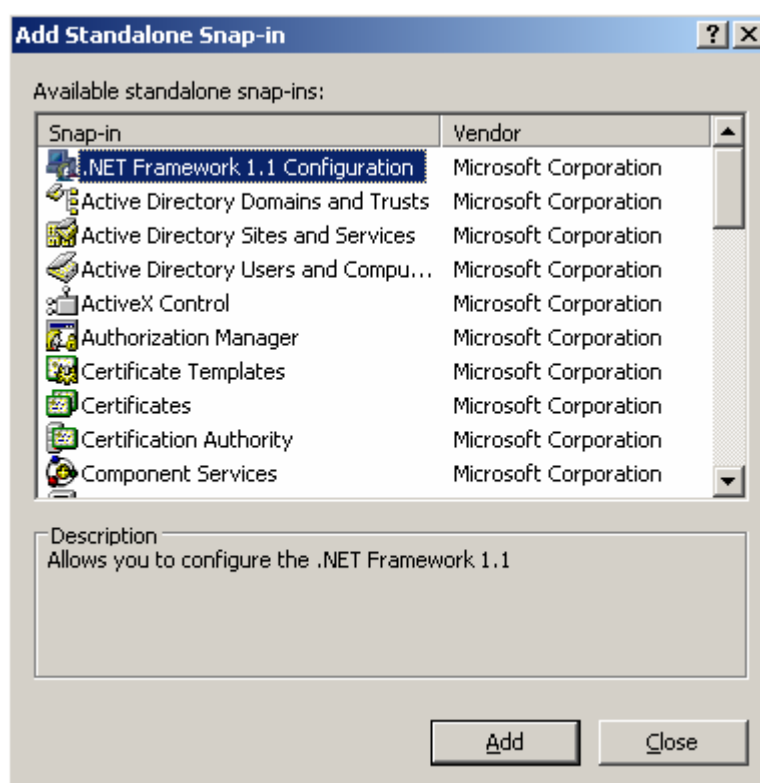 Add Standalone Snap-in
Available standalone snap-ins:
Snap-in Vendor
.NET Framework 1.1 Configuration Microsoft Corporation
Active Directory Domains and Trusts Microsoft Corporation
Active Directory Sites and Services Microsoft Corporation
Active Directory Users and Compu... Microsoft Corporation
ActiveX Control Microsoft Corporation
Authorization Manager Microsoft Corporation
Certificate Templates Microsoft Corporation
Certificates Microsoft Corporation
Certification Authority Microsoft Corporation
Component Services Microsoft Corporation
Description
Allows you to configure the .NET Framework 1.1
Add Close